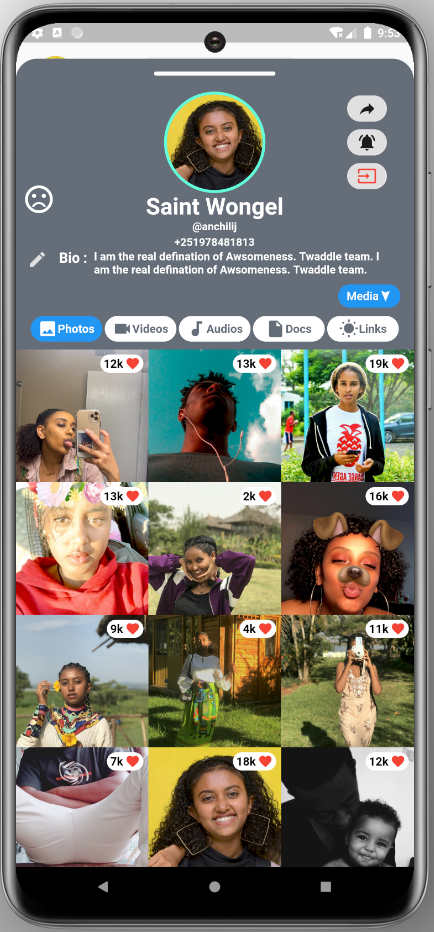 9:53
Saint Wongel
@anchilij
+251978481813
Bio : I am the real defination of Awsomeness. Twaddle team. I
am the real defination of Awsomeness. Twaddle team.
Media
Photos Videos Audios Docs Links
12k 13k 19k
13k 2k 16k
9k 4k 11k
7k 18k 12k